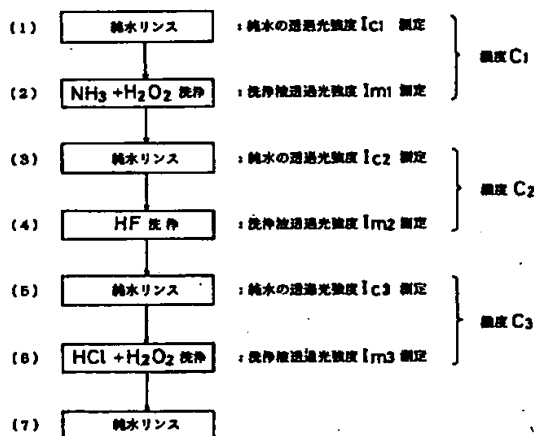 (1) 純水リンス :純水の透過光強度 Ic1 測定
濃度 C1
(2) NH3 +H2O2 洗浄 :洗浄液透過光強度 Im1 測定
(3) 純水リンス :純水の透過光強度 Ic2 測定
濃度 C2
(4) HF 洗浄 :洗浄液透過光強度 Im2 測定
(5) 純水リンス :純水の透過光強度 Ic3 測定
濃度 C3
(6) HCl +H2O2 洗浄 :洗浄液透過光強度 Im3 測定
(7) 純水リンス